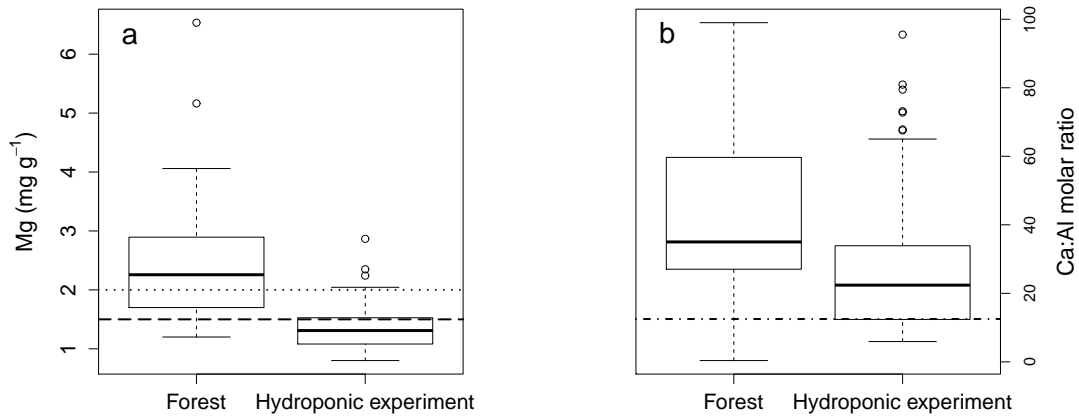 a
Mg (mg g⁻¹)
6
5
4
3
2
1
Forest Hydroponic experiment
b
Ca:Al molar ratio
100
80
60
40
20
0
Forest Hydroponic experiment